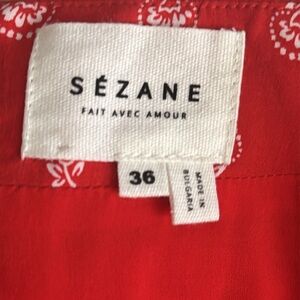 SÉZANE
FAIT AVEC AMOUR
36
MADE IN
BULGARIA